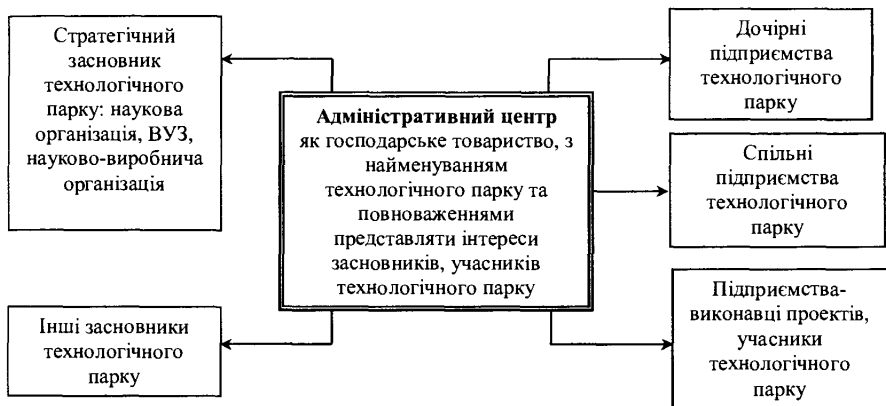 Стратегічний
засновник
технологічного
парку: наукова
організація, ВУЗ,
науково-виробнича
організація
Інші засновники
технологічного
парку
Адміністративний центр
як господарське товариство, з
найменуванням
технологічного парку та
повноваженнями
представляти інтереси
засновників, учасників
технологічного парку
Дочірні
підприємства
технологічного
парку
Спільні
підприємства
технологічного
парку
Підприємства-
виконавці проектів,
учасники
технологічного
парку